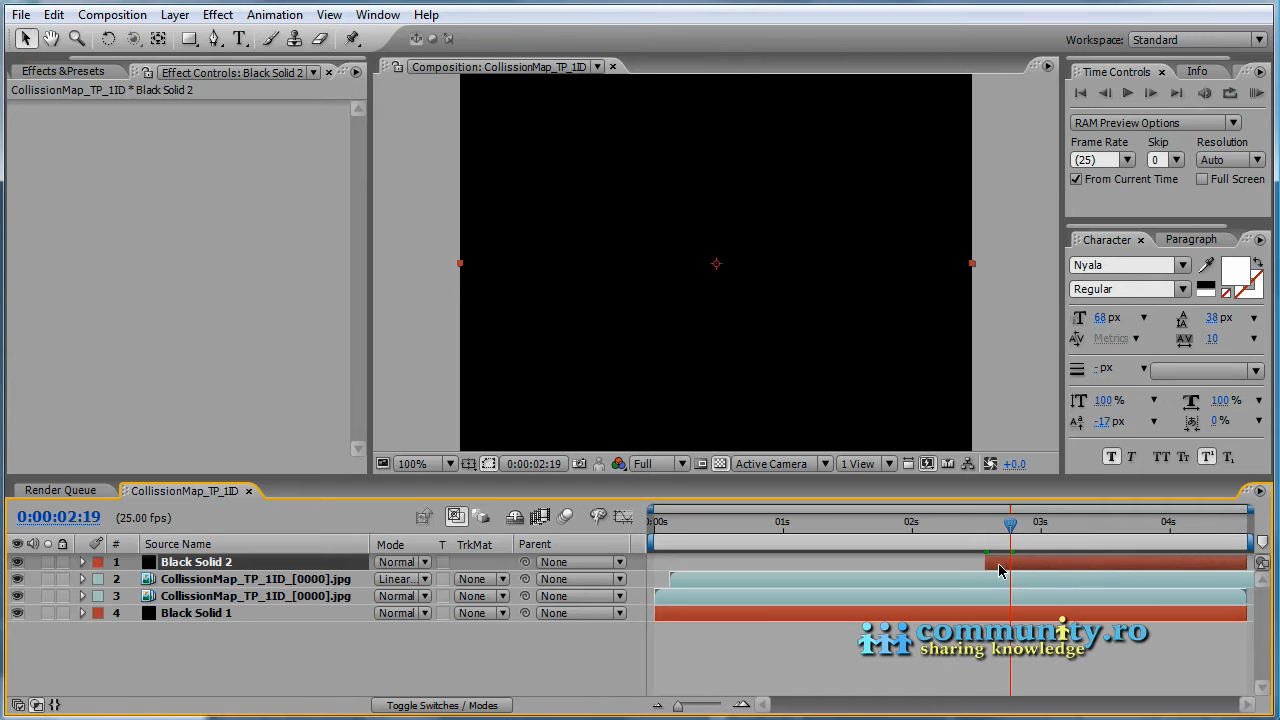 File Edit Composition Layer Effect Animation View Window Help
Workspace: Standard
Effects & Presets
Effect Controls: Black Solid 2
CollissionMap_TP_1ID * Black Solid 2
Composition: CollissionMap_TP_1ID
Time Controls
Info
RAM Preview Options
Frame Rate Skip Resolution
(25) 0 Auto
From Current Time Full Screen
Character Paragraph
Nyala
Regular
68 px 38 px
Metrics 10
- px
100 % 100 %
-17 px 0 %
T T TT Tr T¹ T₁
100% 0:00:02:19 Full Active Camera 1 View +0.0
Render Queue CollissionMap_TP_1ID
0:00:02:19 (25.00 fps)
0:00s 01s 02s 03s 04s
# Source Name Mode T TrkMat Parent
1 Black Solid 2 Normal None
2 CollissionMap_TP_1ID_[0000].jpg Linear... None None
3 CollissionMap_TP_1ID_[0000].jpg Normal None None
4 Black Solid 1 Normal None None
community.ro
sharing knowledge
Toggle Switches / Modes